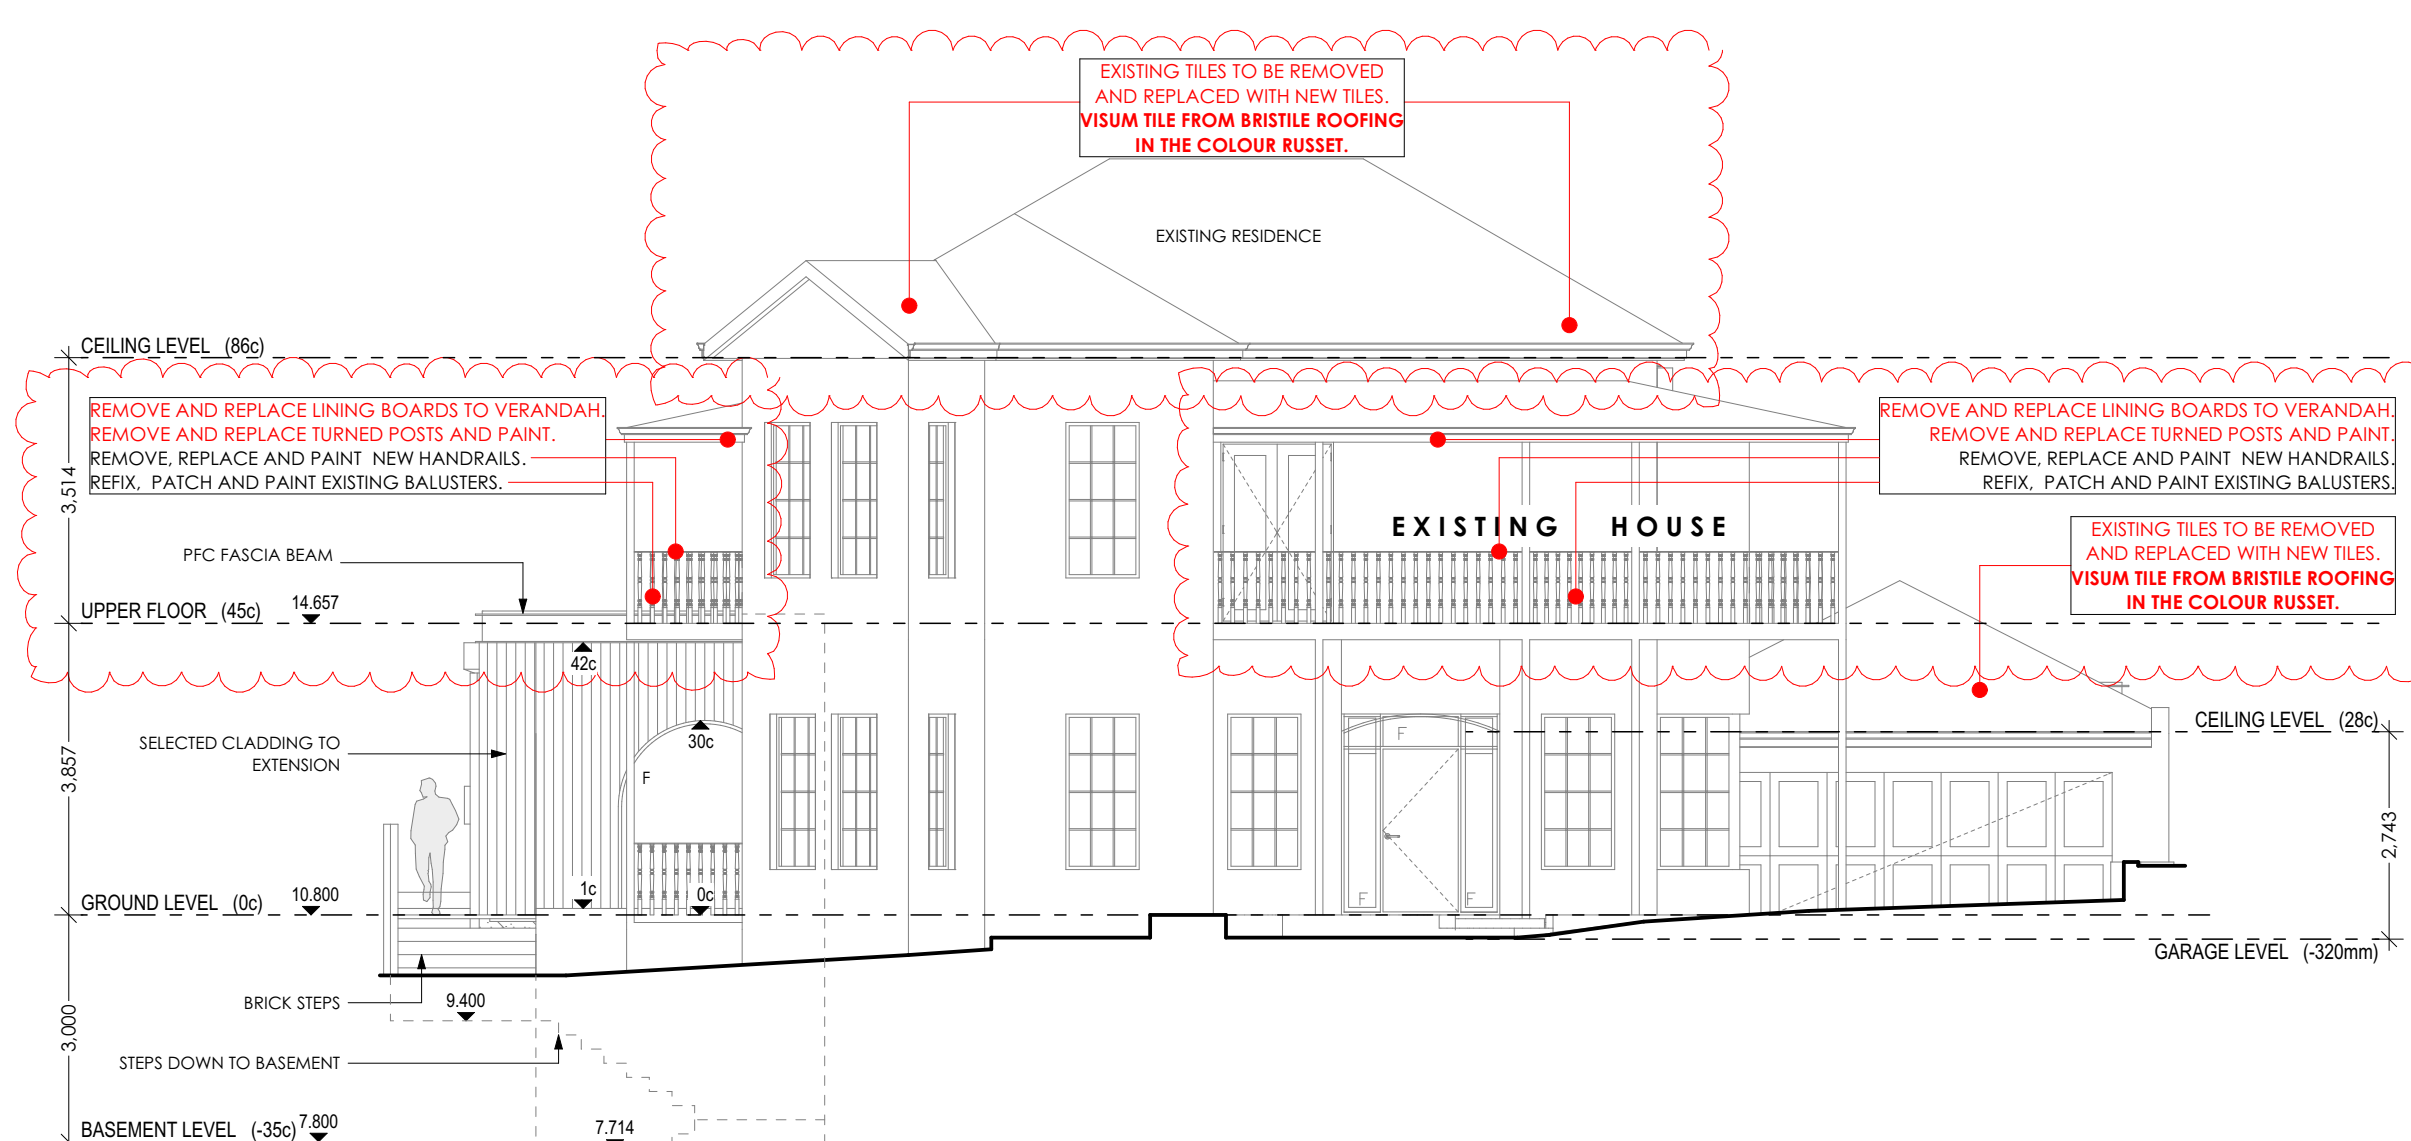 EXISTING TILES TO BE REMOVED
AND REPLACED WITH NEW TILES.
VISUM TILE FROM BRISTILE ROOFING
IN THE COLOUR RUSSET.
EXISTING RESIDENCE
CEILING LEVEL (86c)
REMOVE AND REPLACE LINING BOARDS TO VERANDAH.
REMOVE AND REPLACE TURNED POSTS AND PAINT.
REMOVE, REPLACE AND PAINT NEW HANDRAILS.
REFIX, PATCH AND PAINT EXISTING BALUSTERS.
REMOVE AND REPLACE LINING BOARDS TO VERANDAH.
REMOVE AND REPLACE TURNED POSTS AND PAINT.
REMOVE, REPLACE AND PAINT NEW HANDRAILS.
REFIX, PATCH AND PAINT EXISTING BALUSTERS.
3,514
EXISTING HOUSE
EXISTING TILES TO BE REMOVED
AND REPLACED WITH NEW TILES.
VISUM TILE FROM BRISTILE ROOFING
IN THE COLOUR RUSSET.
PFC FASCIA BEAM
UPPER FLOOR (45c) 14.657
42c
30c
F
CEILING LEVEL (28c)
SELECTED CLADDING TO
EXTENSION
3,857
F
2,743
1c
0c
F
F
GROUND LEVEL (0c) 10.800
GARAGE LEVEL (-320mm)
BRICK STEPS
9.400
3,000
STEPS DOWN TO BASEMENT
BASEMENT LEVEL (-35c) 7.800
7.714